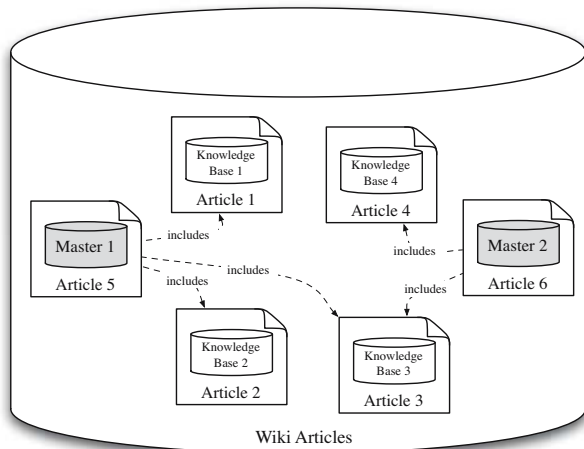 Knowledge
Base 1
Article 1
Knowledge
Base 4
Article 4
Master 1
Article 5
includes
includes
includes
includes
includes
Master 2
Article 6
Knowledge
Base 2
Article 2
Knowledge
Base 3
Article 3
Wiki Articles